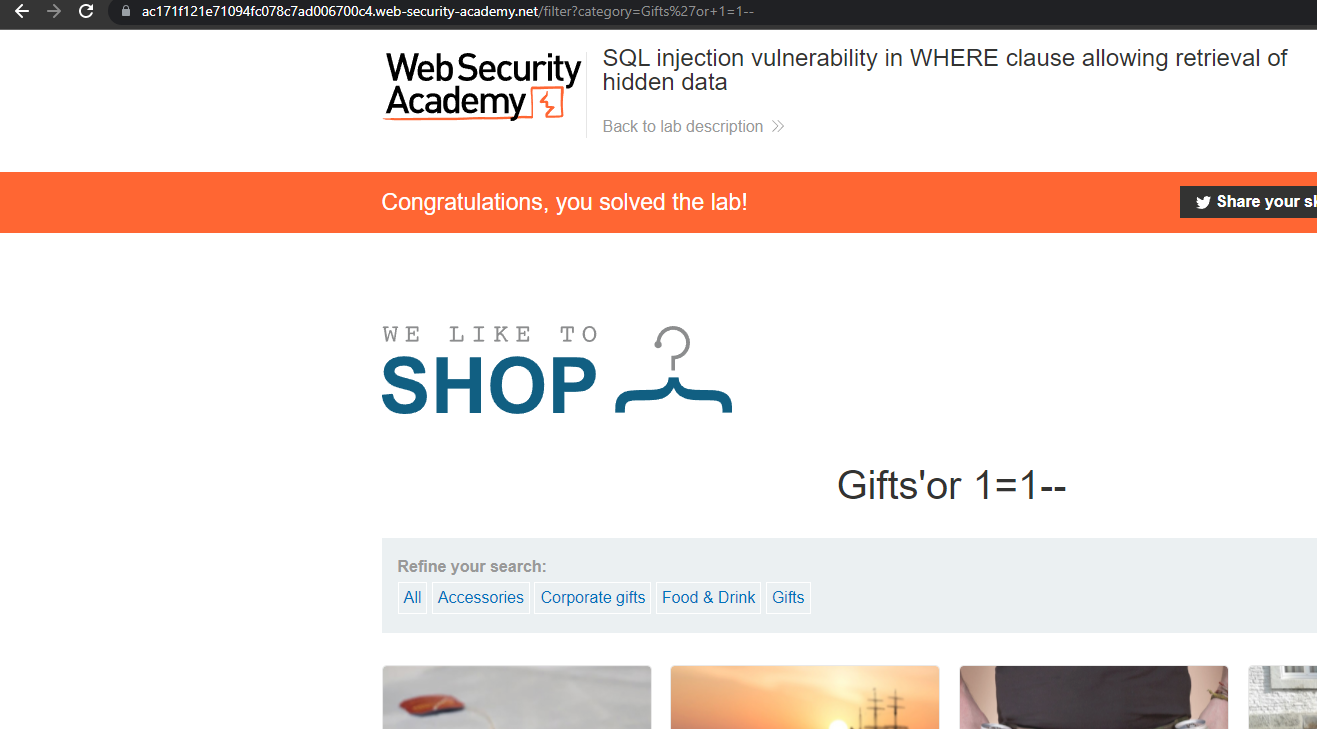 ac171f121e71094fc078c7ad006700c4.web-security-academy.net/filter?category=Gifts%27or+1=1--
Web Security
Academy
SQL injection vulnerability in WHERE clause allowing retrieval of
hidden data
Back to lab description
Congratulations, you solved the lab!
Share your
WE LIKE TO
SHOP
Gifts'or 1=1--
Refine your search:
All Accessories Corporate gifts Food & Drink Gifts